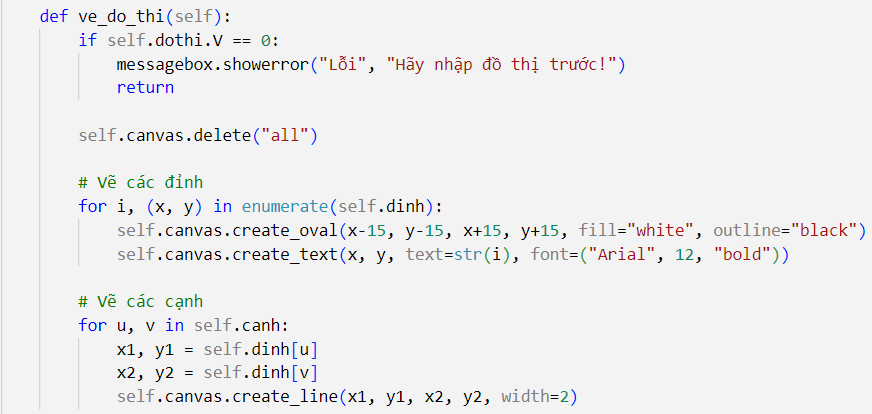 def ve_do_thi(self):
    if self.dothi.V == 0:
        messagebox.showerror("Lỗi", "Hãy nhập đồ thị trước!")
        return

    self.canvas.delete("all")

    # Vẽ các đỉnh
    for i, (x, y) in enumerate(self.dinh):
        self.canvas.create_oval(x-15, y-15, x+15, y+15, fill="white", outline="black")
        self.canvas.create_text(x, y, text=str(i), font=("Arial", 12, "bold"))

    # Vẽ các cạnh
    for u, v in self.canh:
        x1, y1 = self.dinh[u]
        x2, y2 = self.dinh[v]
        self.canvas.create_line(x1, y1, x2, y2, width=2)